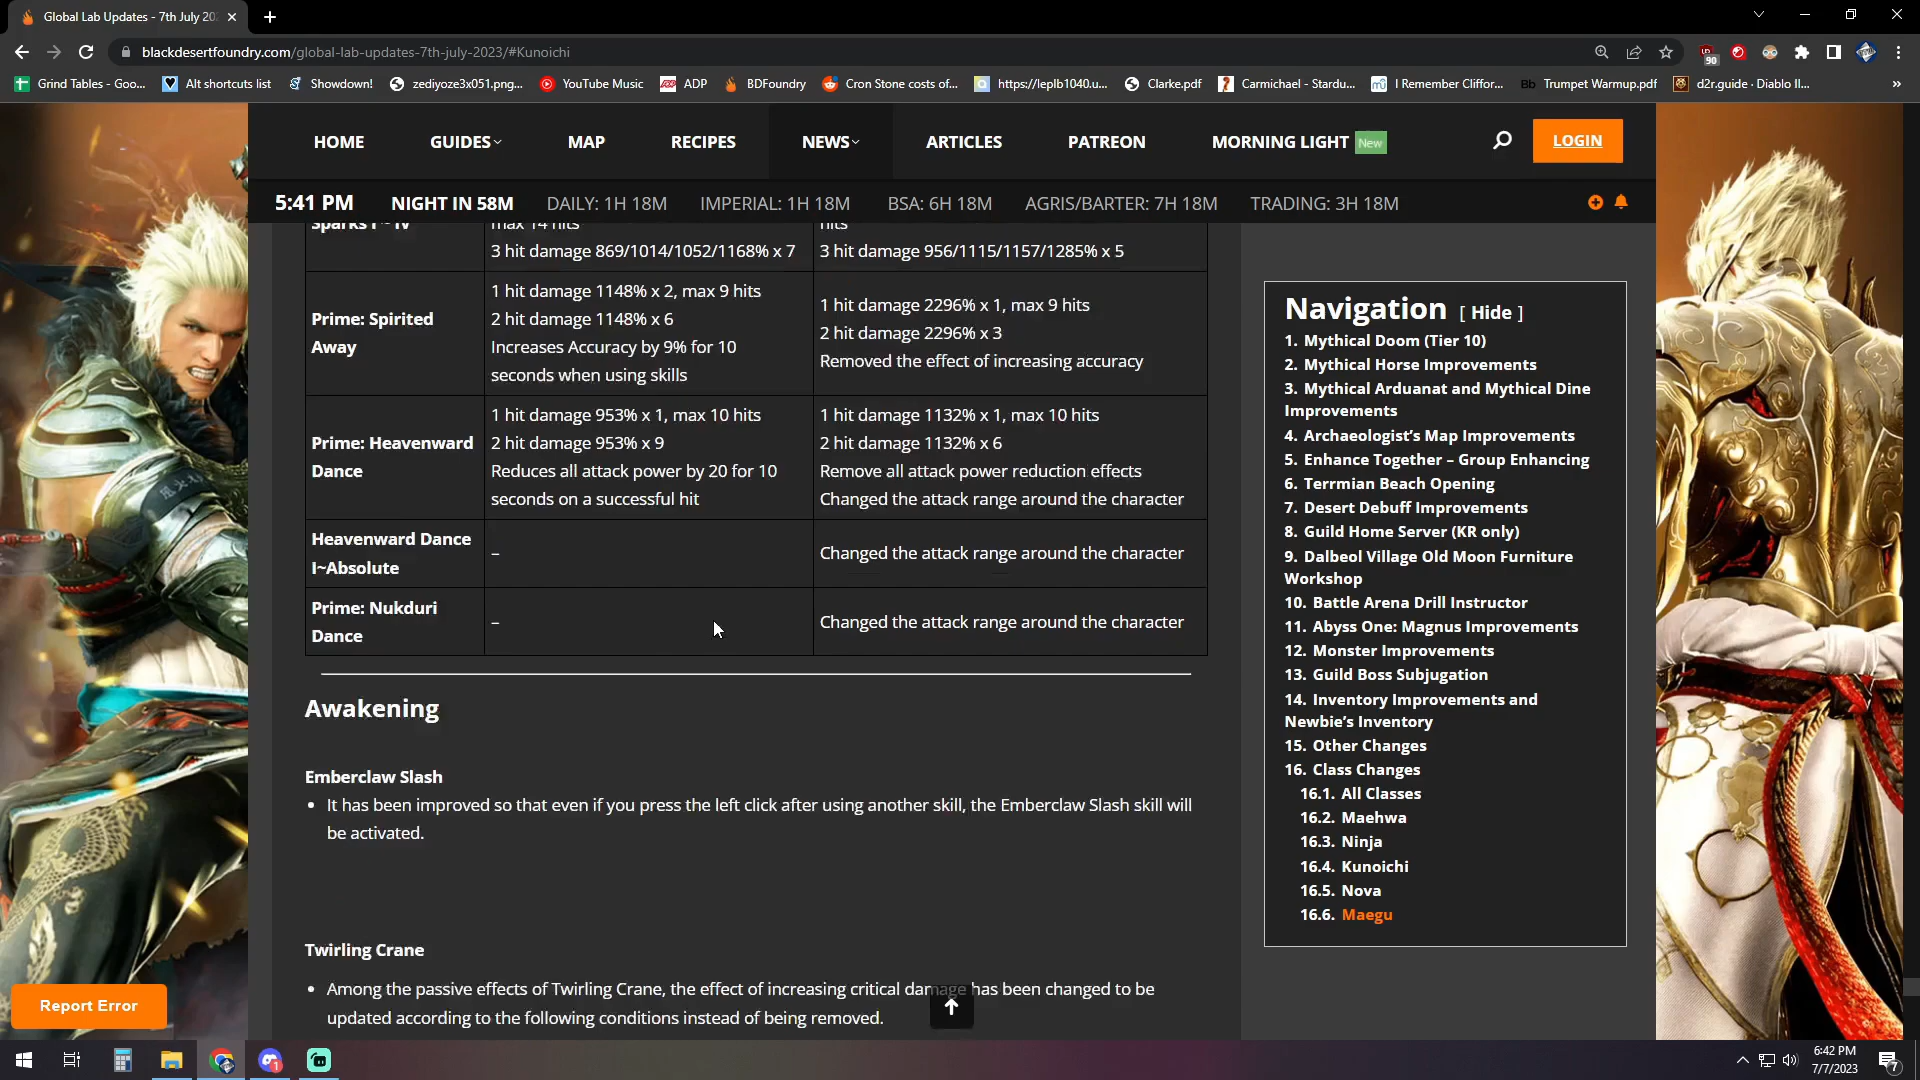 Global Lab Updates - 7th July 20
blackdesertfoundry.com/global-lab-updates-7th-july-2023/#Kunoichi
90
Grind Tables - Goo...
Alt shortcuts list
Showdown!
zediyoze3x051.png...
YouTube Music
ADP
BDFoundry
Cron Stone costs of...
https://leplb1040.u...
Clarke.pdf
Carmichael - Stardu...
I Remember Cliffor...
Bb Trumpet Warmup.pdf
d2r.guide · Diablo II...
HOME
GUIDES
MAP
RECIPES
NEWS
ARTICLES
PATREON
MORNING LIGHT New
LOGIN
5:41 PM
NIGHT IN 58M
DAILY: 1H 18M
IMPERIAL: 1H 18M
BSA: 6H 18M
AGRIS/BARTER: 7H 18M
TRADING: 3H 18M
Sparks I ~ IV
max 14 hits
3 hit damage 869/1014/1052/1168% x 7
hits
3 hit damage 956/1115/1157/1285% x 5
Prime: Spirited
Away
1 hit damage 1148% x 2, max 9 hits
2 hit damage 1148% x 6
Increases Accuracy by 9% for 10
seconds when using skills
1 hit damage 2296% x 1, max 9 hits
2 hit damage 2296% x 3
Removed the effect of increasing accuracy
Prime: Heavenward
Dance
1 hit damage 953% x 1, max 10 hits
2 hit damage 953% x 9
Reduces all attack power by 20 for 10
seconds on a successful hit
1 hit damage 1132% x 1, max 10 hits
2 hit damage 1132% x 6
Remove all attack power reduction effects
Changed the attack range around the character
Heavenward Dance
I~Absolute
–
Changed the attack range around the character
Prime: Nukduri
Dance
–
Changed the attack range around the character
Awakening
Emberclaw Slash
• It has been improved so that even if you press the left click after using another skill, the Emberclaw Slash skill will
be activated.
Twirling Crane
• Among the passive effects of Twirling Crane, the effect of increasing critical damage has been changed to be
updated according to the following conditions instead of being removed.
Navigation [ Hide ]
1. Mythical Doom (Tier 10)
2. Mythical Horse Improvements
3. Mythical Arduanat and Mythical Dine
Improvements
4. Archaeologist's Map Improvements
5. Enhance Together – Group Enhancing
6. Terrmian Beach Opening
7. Desert Debuff Improvements
8. Guild Home Server (KR only)
9. Dalbeol Village Old Moon Furniture
Workshop
10. Battle Arena Drill Instructor
11. Abyss One: Magnus Improvements
12. Monster Improvements
13. Guild Boss Subjugation
14. Inventory Improvements and
Newbie's Inventory
15. Other Changes
16. Class Changes
16.1. All Classes
16.2. Maehwa
16.3. Ninja
16.4. Kunoichi
16.5. Nova
16.6. Maegu
Report Error
6:42 PM
7/7/2023
7